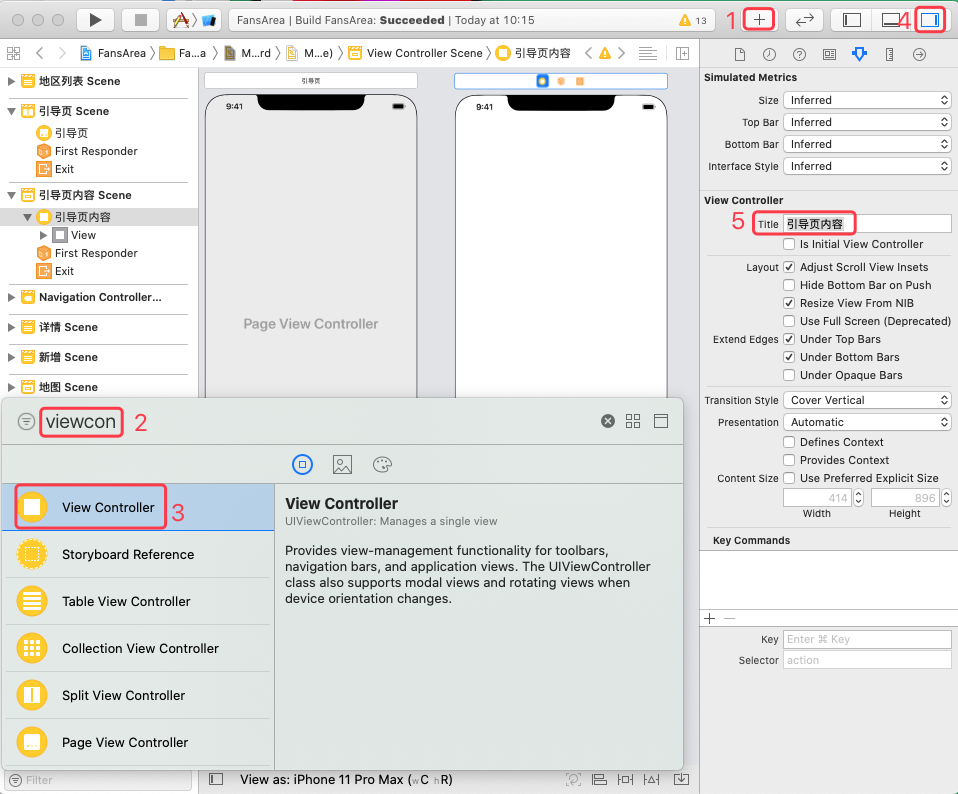 FansArea | Build FansArea: Succeeded | Today at 10:15
13
1
4
FansArea
Fa...a
M...rd
M...e)
View Controller Scene
引导页内容
地区列表 Scene
引导页 Scene
引导页
First Responder
Exit
引导页内容 Scene
引导页内容
View
First Responder
Exit
Navigation Controller...
详情 Scene
新增 Scene
地图 Scene
引导页
9:41
Page View Controller
9:41
Simulated Metrics
Size Inferred
Top Bar Inferred
Bottom Bar Inferred
Interface Style Inferred
View Controller
5 Title 引导页内容
Is Initial View Controller
Layout Adjust Scroll View Insets
Hide Bottom Bar on Push
Resize View From NIB
Use Full Screen (Deprecated)
Extend Edges Under Top Bars
Under Bottom Bars
Under Opaque Bars
Transition Style Cover Vertical
Presentation Automatic
Defines Context
Provides Context
Content Size Use Preferred Explicit Size
414 896
Width Height
Key Commands
Key Enter ⌘ Key
Selector action
viewcon 2
View Controller 3
Storyboard Reference
Table View Controller
Collection View Controller
Split View Controller
Page View Controller
View Controller
UIViewController: Manages a single view
Provides view-management functionality for toolbars,
navigation bars, and application views. The UIViewController
class also supports modal views and rotating views when
device orientation changes.
Filter
View as: iPhone 11 Pro Max (wC hR)